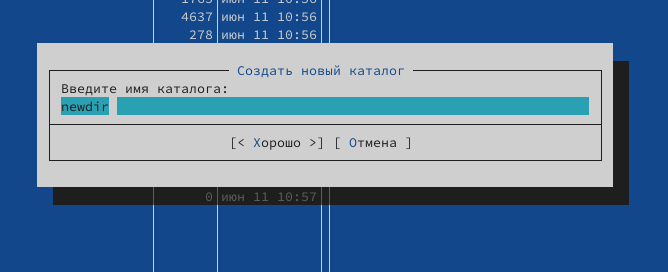 1763 июн 11 10:56
4637 июн 11 10:56
278 июн 11 10:56
Создать новый каталог
Введите имя каталога:
newdir
[< Хорошо >] [ Отмена ]
0 июн 11 10:57